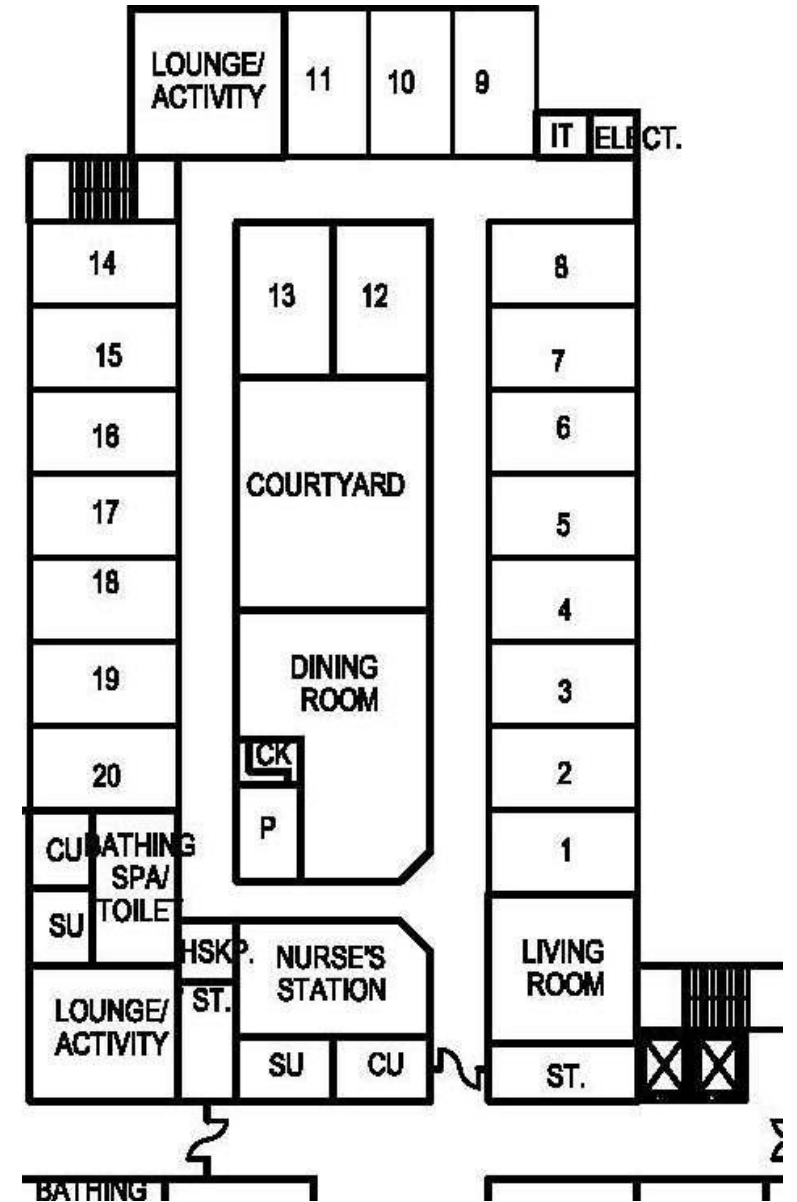 LOUNGE/
ACTIVITY
11
10
9
IT
ELECT.
14
13
12
8
15
7
16
6
COURTYARD
17
5
18
4
19
DINING
ROOM
3
20
CK
2
P
1
CU
BATHING
SPA/
TOILET
SU
HSKP.
NURSE'S
STATION
LIVING
ROOM
ST.
LOUNGE/
ACTIVITY
SU
CU
ST.
BATHING